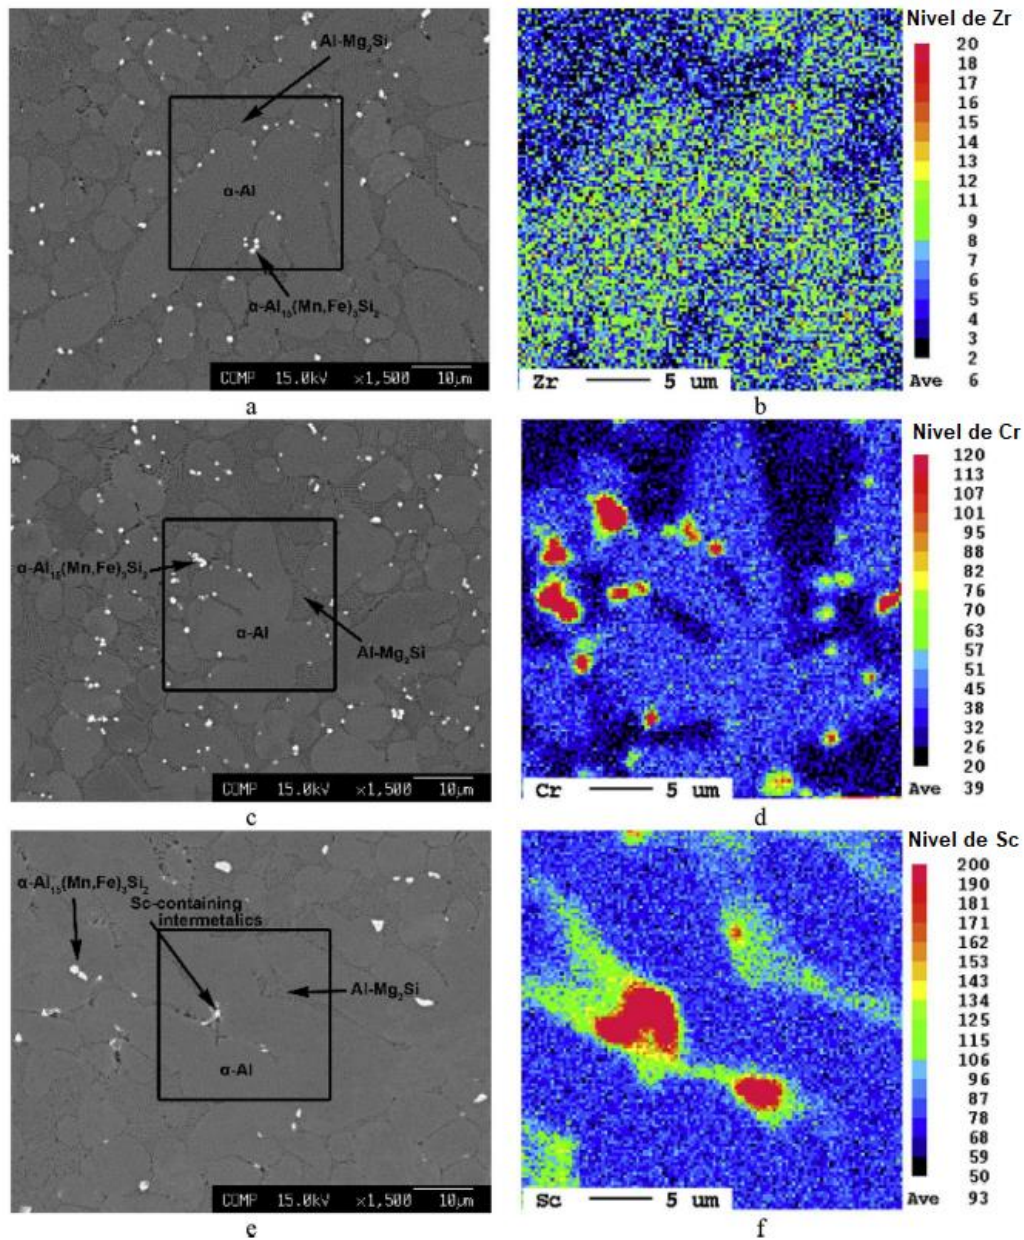 Al-Mg₂Si
α-Al
α-Al₁₅(Mn,Fe)₃Si₂
COMP 15.0kV ×1,500 10µm
a
Nivel de Zr
20
18
17
16
15
14
13
12
11
9
8
7
6
5
4
3
2
Ave 6
Zr 5 um
b
α-Al₁₅(Mn,Fe)₃Si₂
α-Al
Al-Mg₂Si
COMP 15.0kV ×1,500 10µm
c
Nivel de Cr
120
113
107
101
95
88
82
76
70
63
57
51
45
38
32
26
20
Ave 39
Cr 5 um
d
α-Al₁₅(Mn,Fe)₃Si₂
Sc-containing
intermetalics
Al-Mg₂Si
α-Al
COMP 15.0kV ×1,500 10µm
e
Nivel de Sc
200
190
181
171
162
153
143
134
125
115
106
96
87
78
68
59
50
Ave 93
Sc 5 um
f